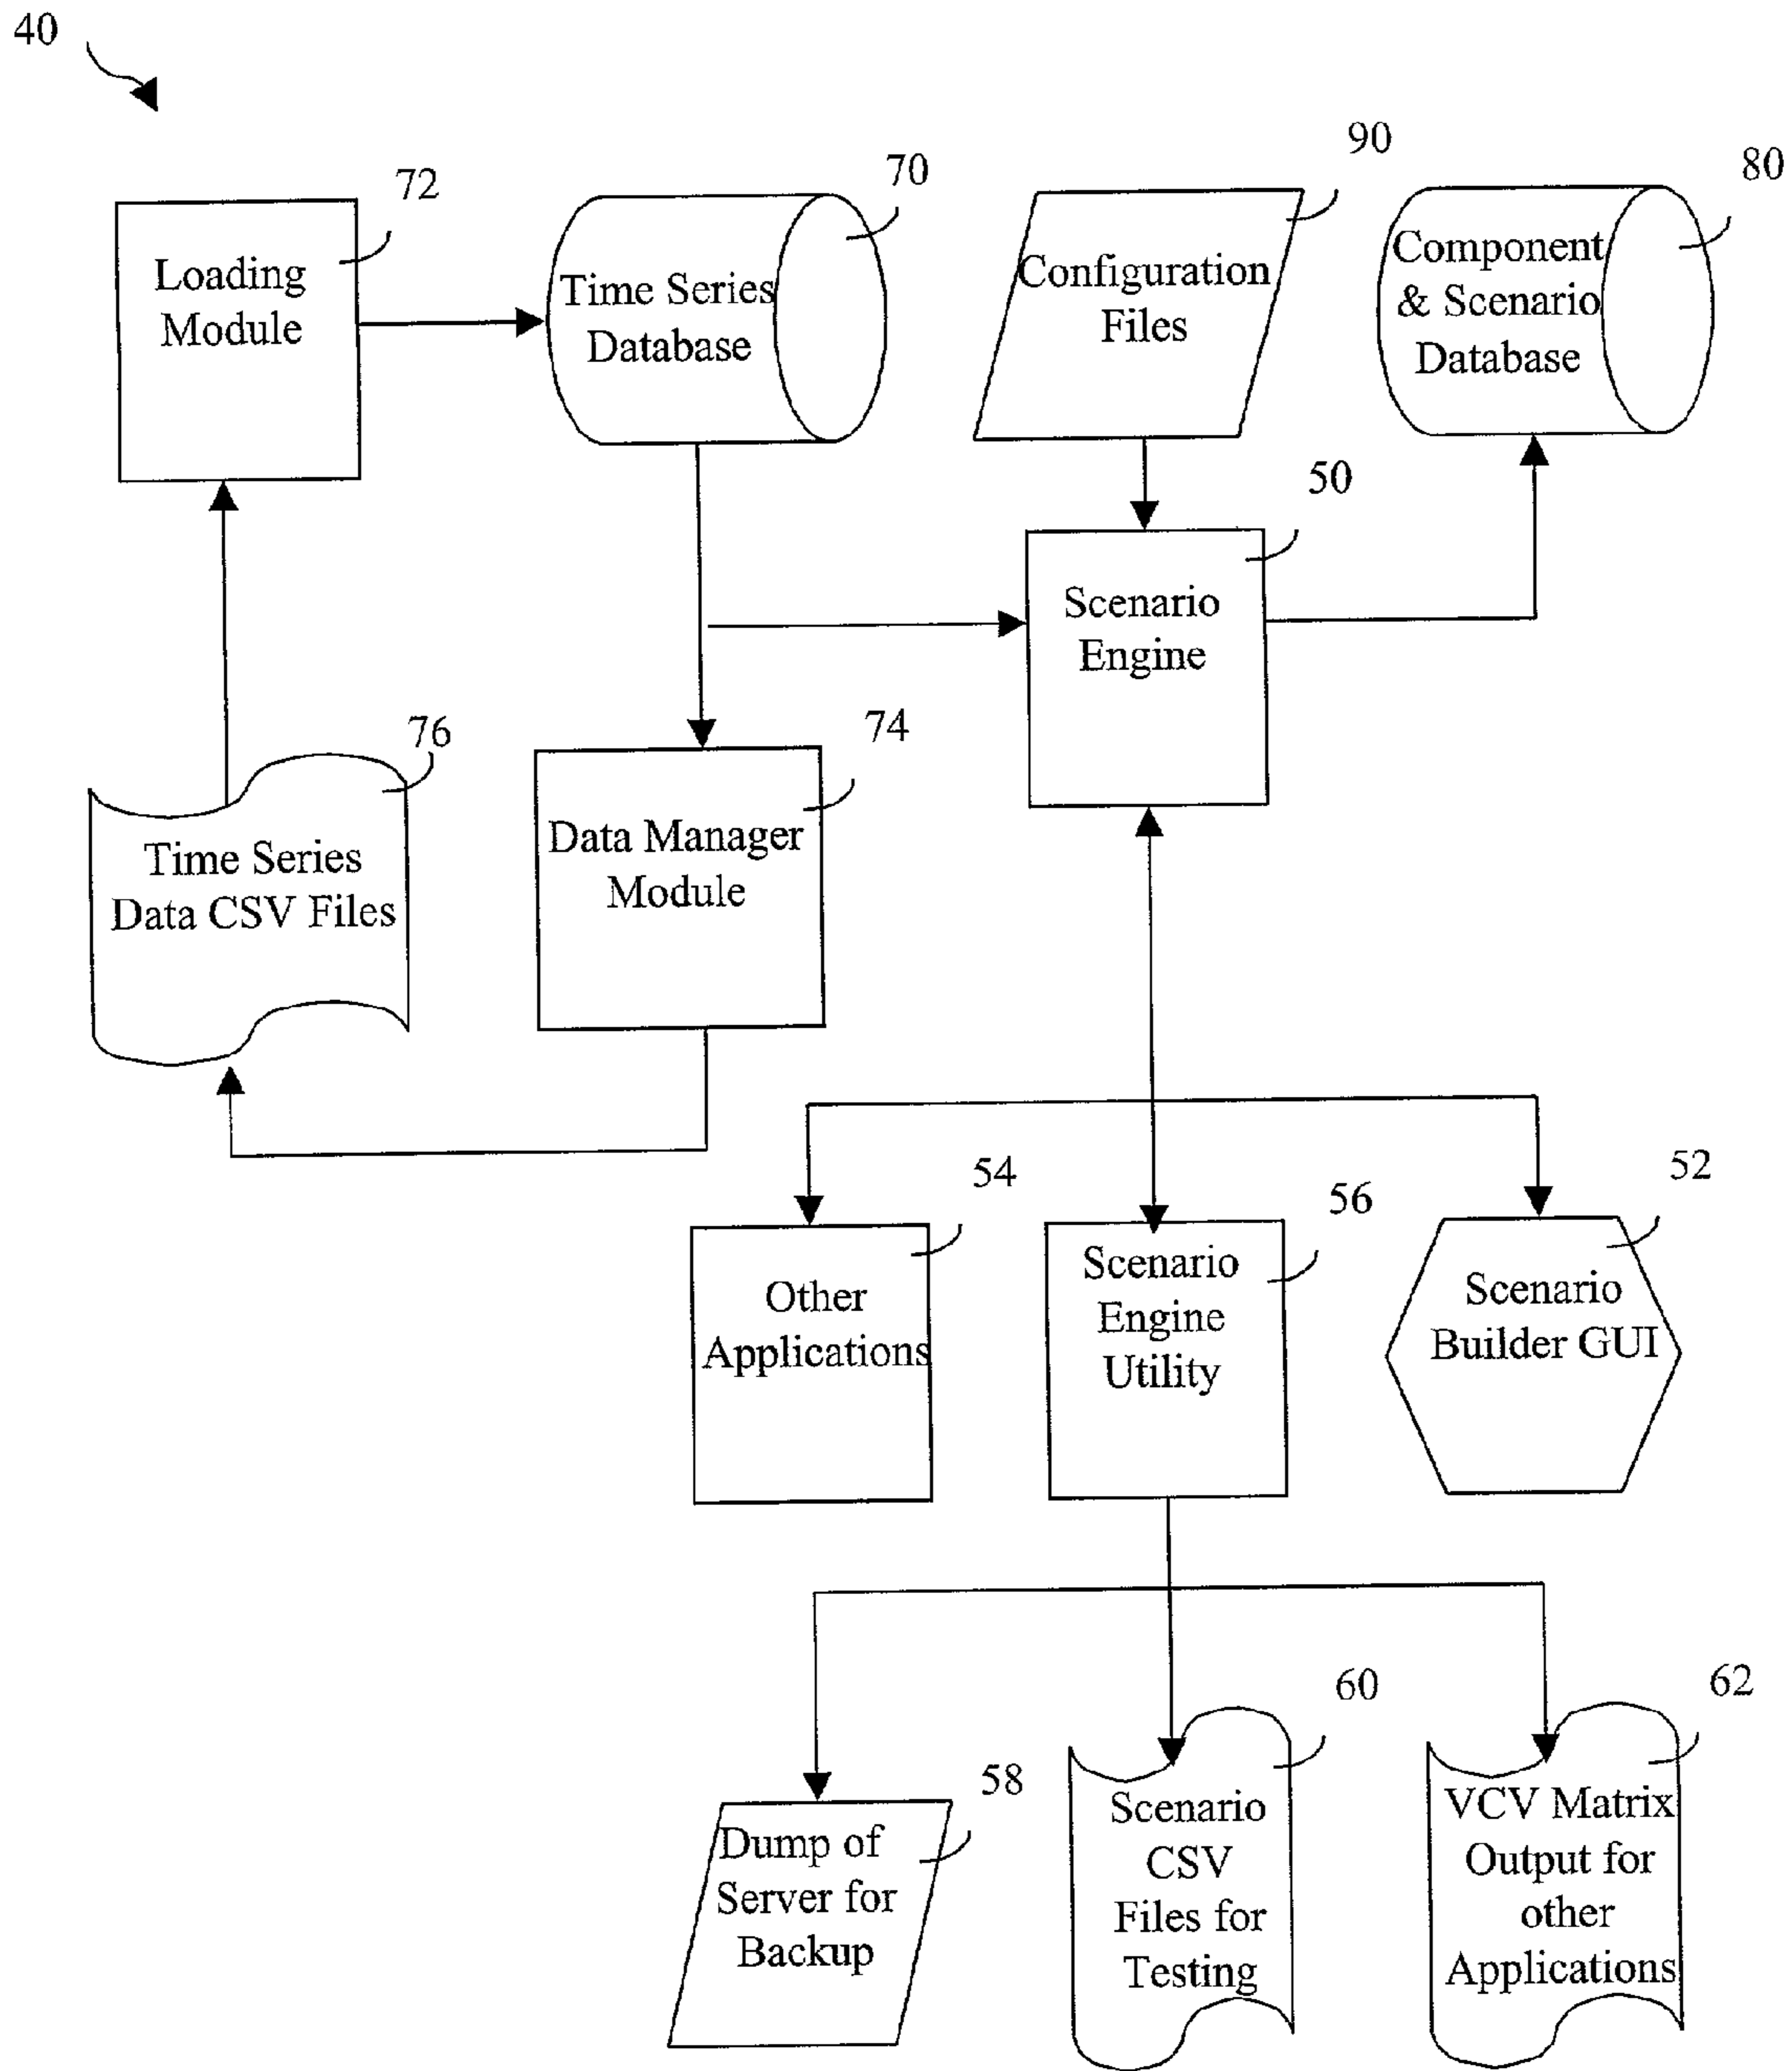 40
90
80
70
72
Loading
Module
Time Series
Database
Configuration
Files
Component
& Scenario
Database
50
Scenario
Engine
76
Time Series
Data CSV Files
74
Data Manager
Module
54
Other
Applications
56
Scenario
Engine
Utility
52
Scenario
Builder GUI
58
Dump of
Server for
Backup
60
Scenario
CSV
Files for
Testing
62
VCV Matrix
Output for
other
Applications